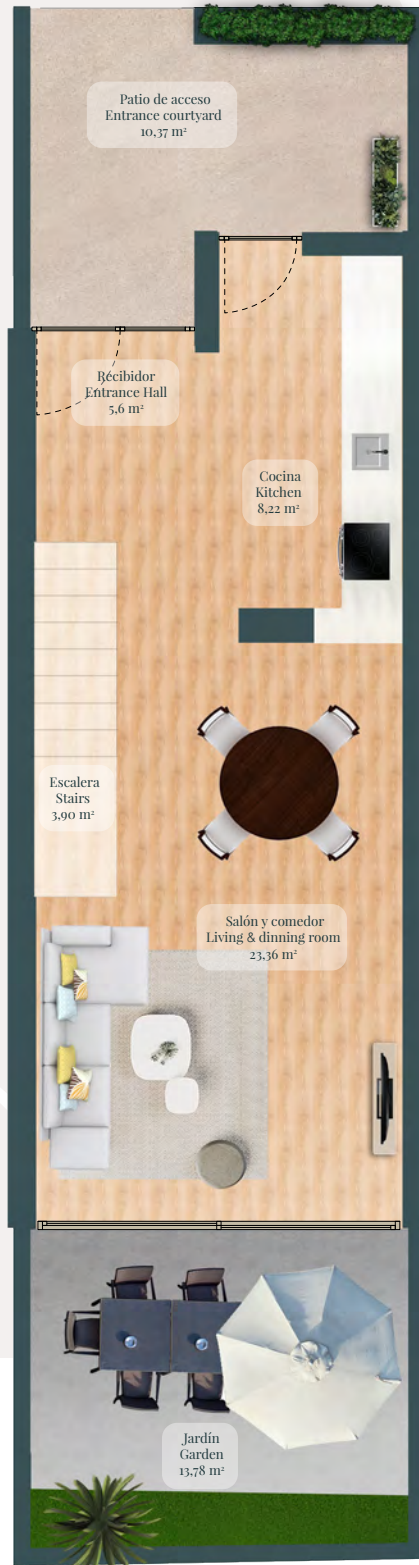 Patio de acceso
Entrance courtyard
10,37 m²
Recibidor
Entrance Hall
5,6 m²
Cocina
Kitchen
8,22 m²
Escalera
Stairs
3,90 m²
Salón y comedor
Living & dinning room
23,36 m²
Jardín
Garden
13,78 m²